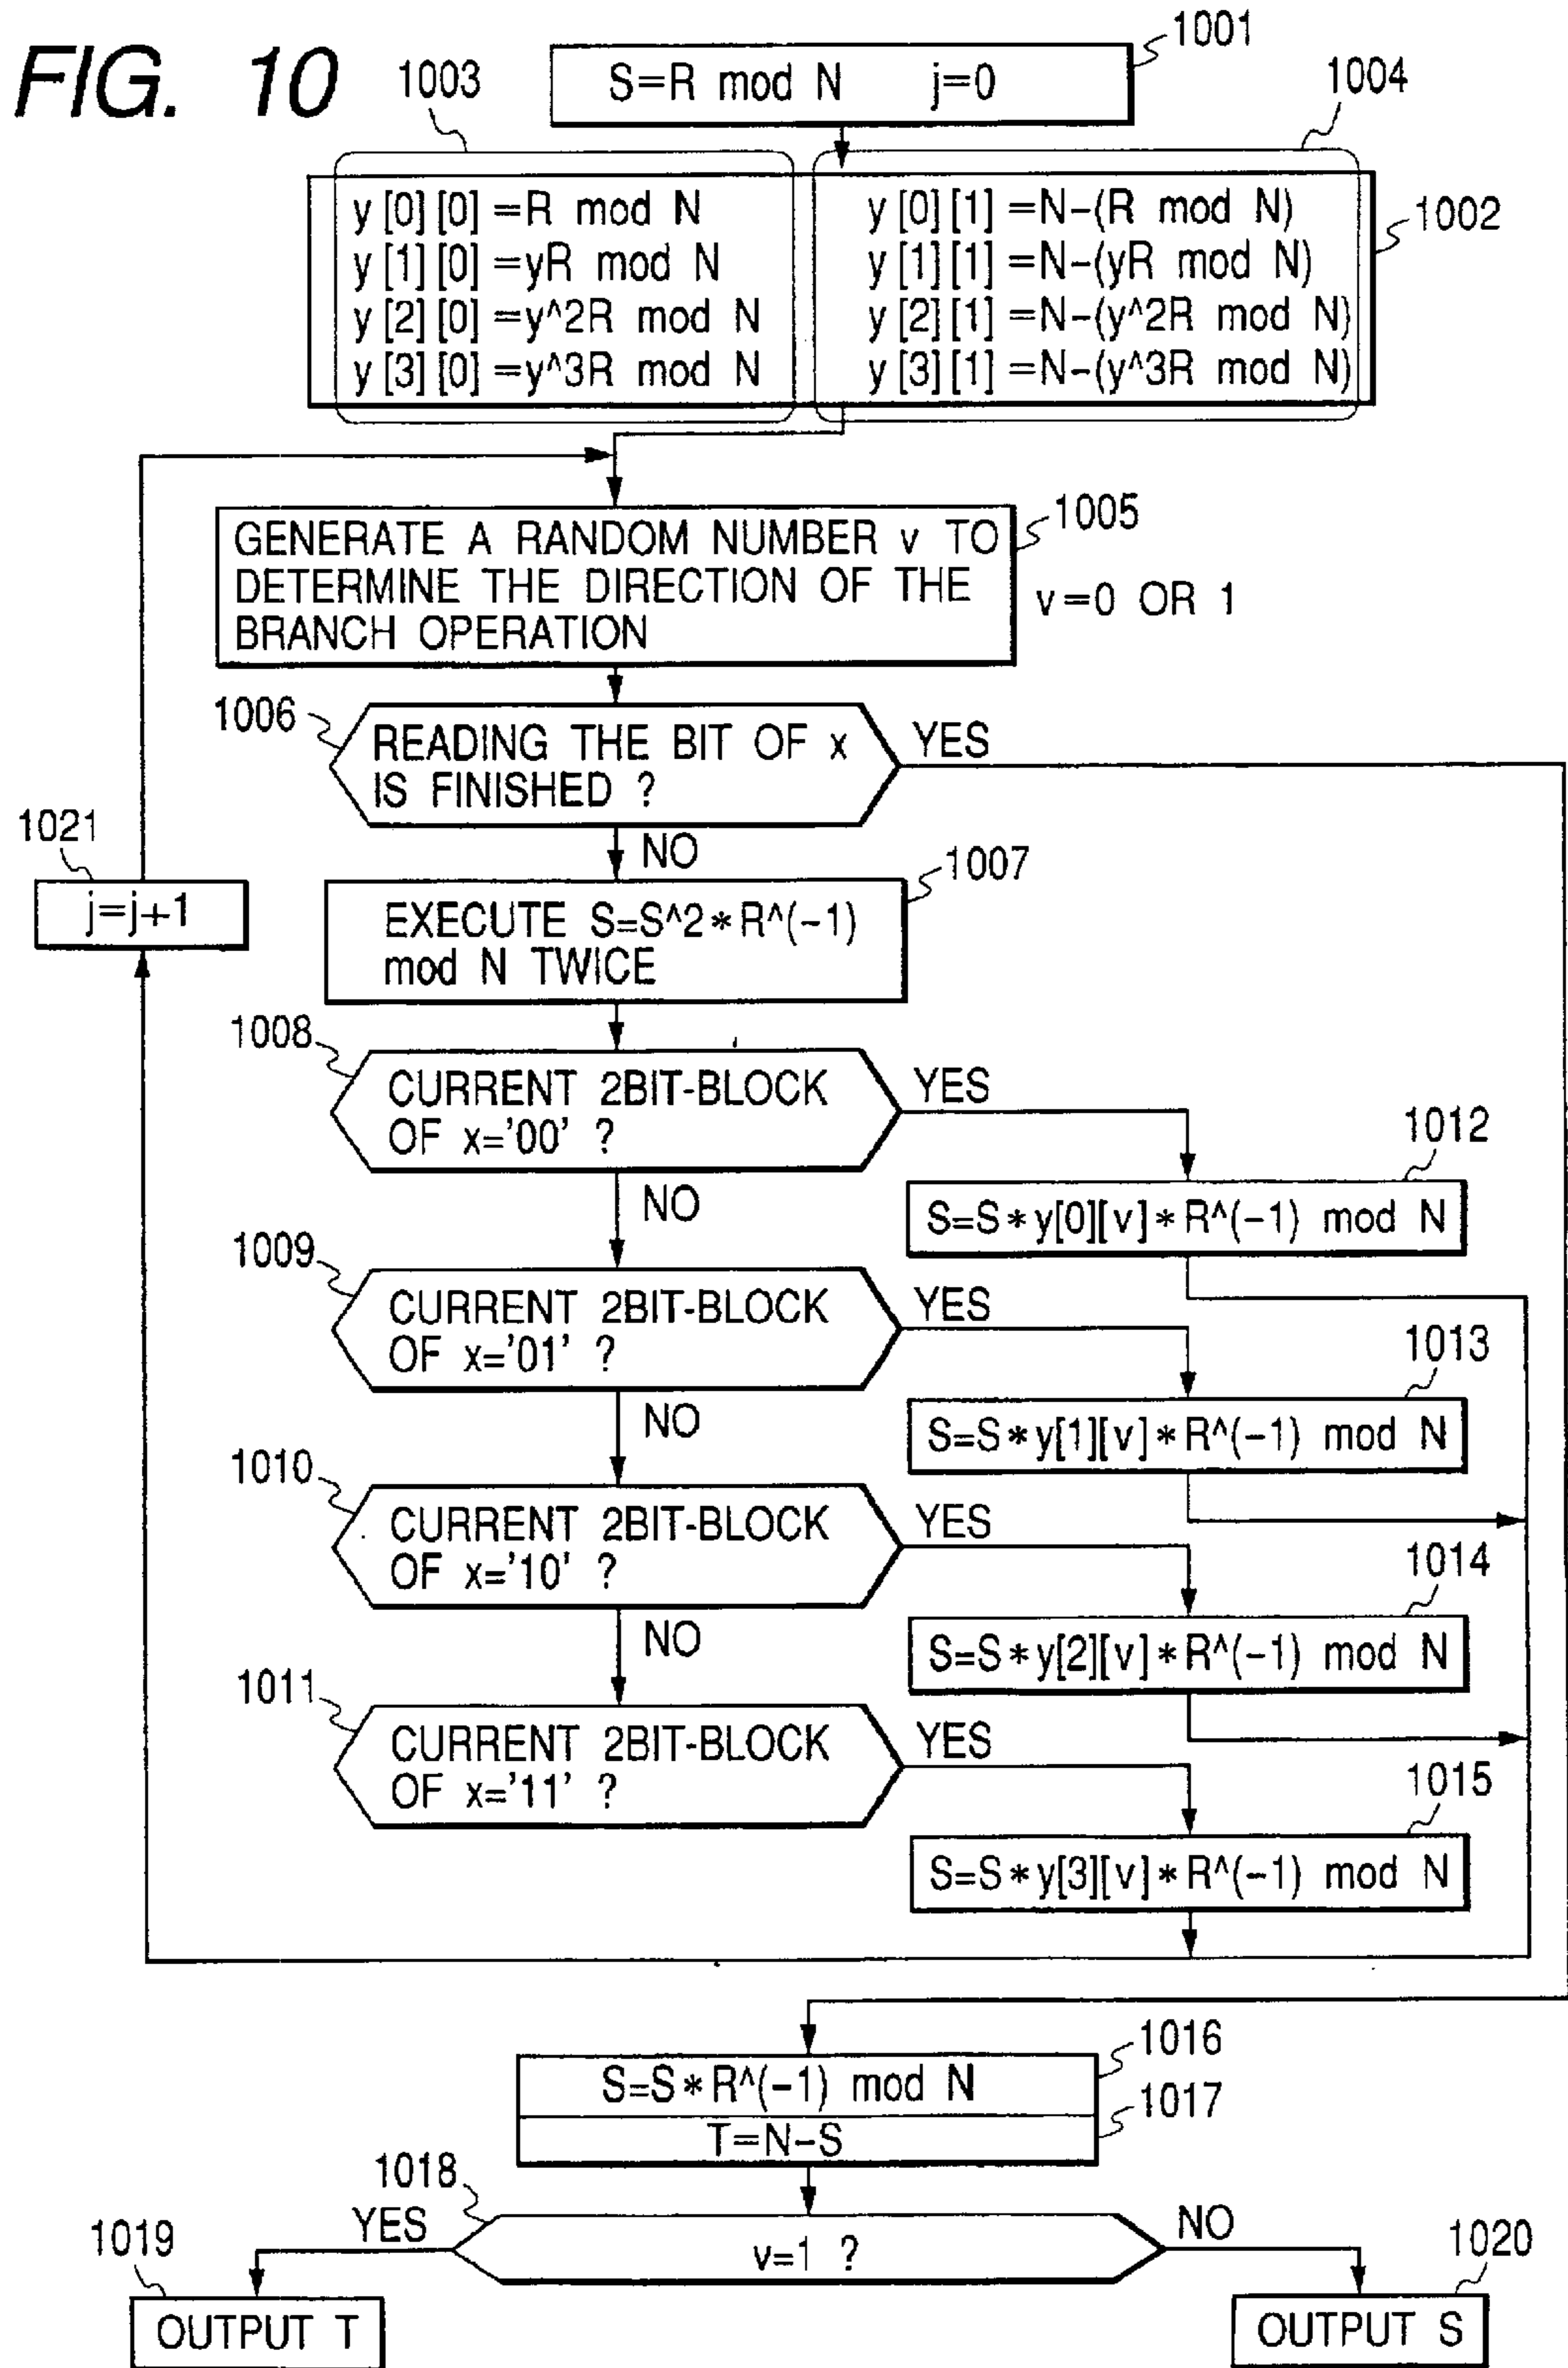 FIG. 10
1001
S=R mod N j=0
1003
1004
y[0][0]=R mod N
y[1][0]=yR mod N
y[2][0]=y^2R mod N
y[3][0]=y^3R mod N
y[0][1]=N-(R mod N)
y[1][1]=N-(yR mod N)
y[2][1]=N-(y^2R mod N)
y[3][1]=N-(y^3R mod N)
1002
GENERATE A RANDOM NUMBER v TO
DETERMINE THE DIRECTION OF THE
BRANCH OPERATION
1005
v=0 OR 1
1006
READING THE BIT OF x
IS FINISHED ?
YES
NO
1021
j=j+1
1007
EXECUTE S=S^2*R^(-1)
mod N TWICE
1008
CURRENT 2BIT-BLOCK
OF x='00' ?
YES
NO
1012
S=S*y[0][v]*R^(-1) mod N
1009
CURRENT 2BIT-BLOCK
OF x='01' ?
YES
NO
1013
S=S*y[1][v]*R^(-1) mod N
1010
CURRENT 2BIT-BLOCK
OF x='10' ?
YES
NO
1014
S=S*y[2][v]*R^(-1) mod N
1011
CURRENT 2BIT-BLOCK
OF x='11' ?
YES
1015
S=S*y[3][v]*R^(-1) mod N
1016
S=S*R^(-1) mod N
1017
T=N-S
1018
YES
v=1 ?
NO
1019
OUTPUT T
1020
OUTPUT S